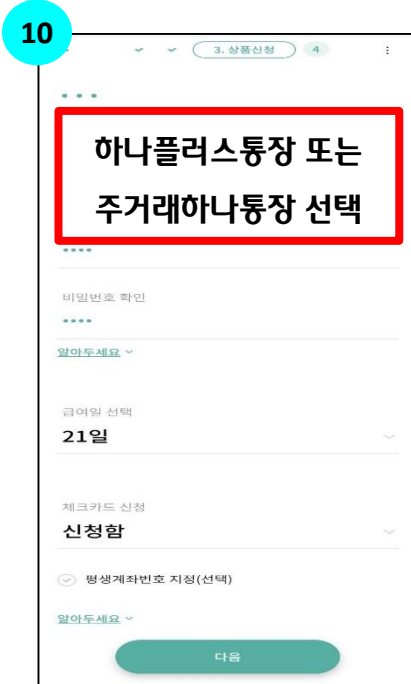 10
3. 상품신청 4
하나플러스통장 또는
주거래하나통장 선택
비밀번호 확인
알아두세요
급여일 선택
21일
체크카드 신청
신청함
평생계좌번호 지정(선택)
알아두세요
다음